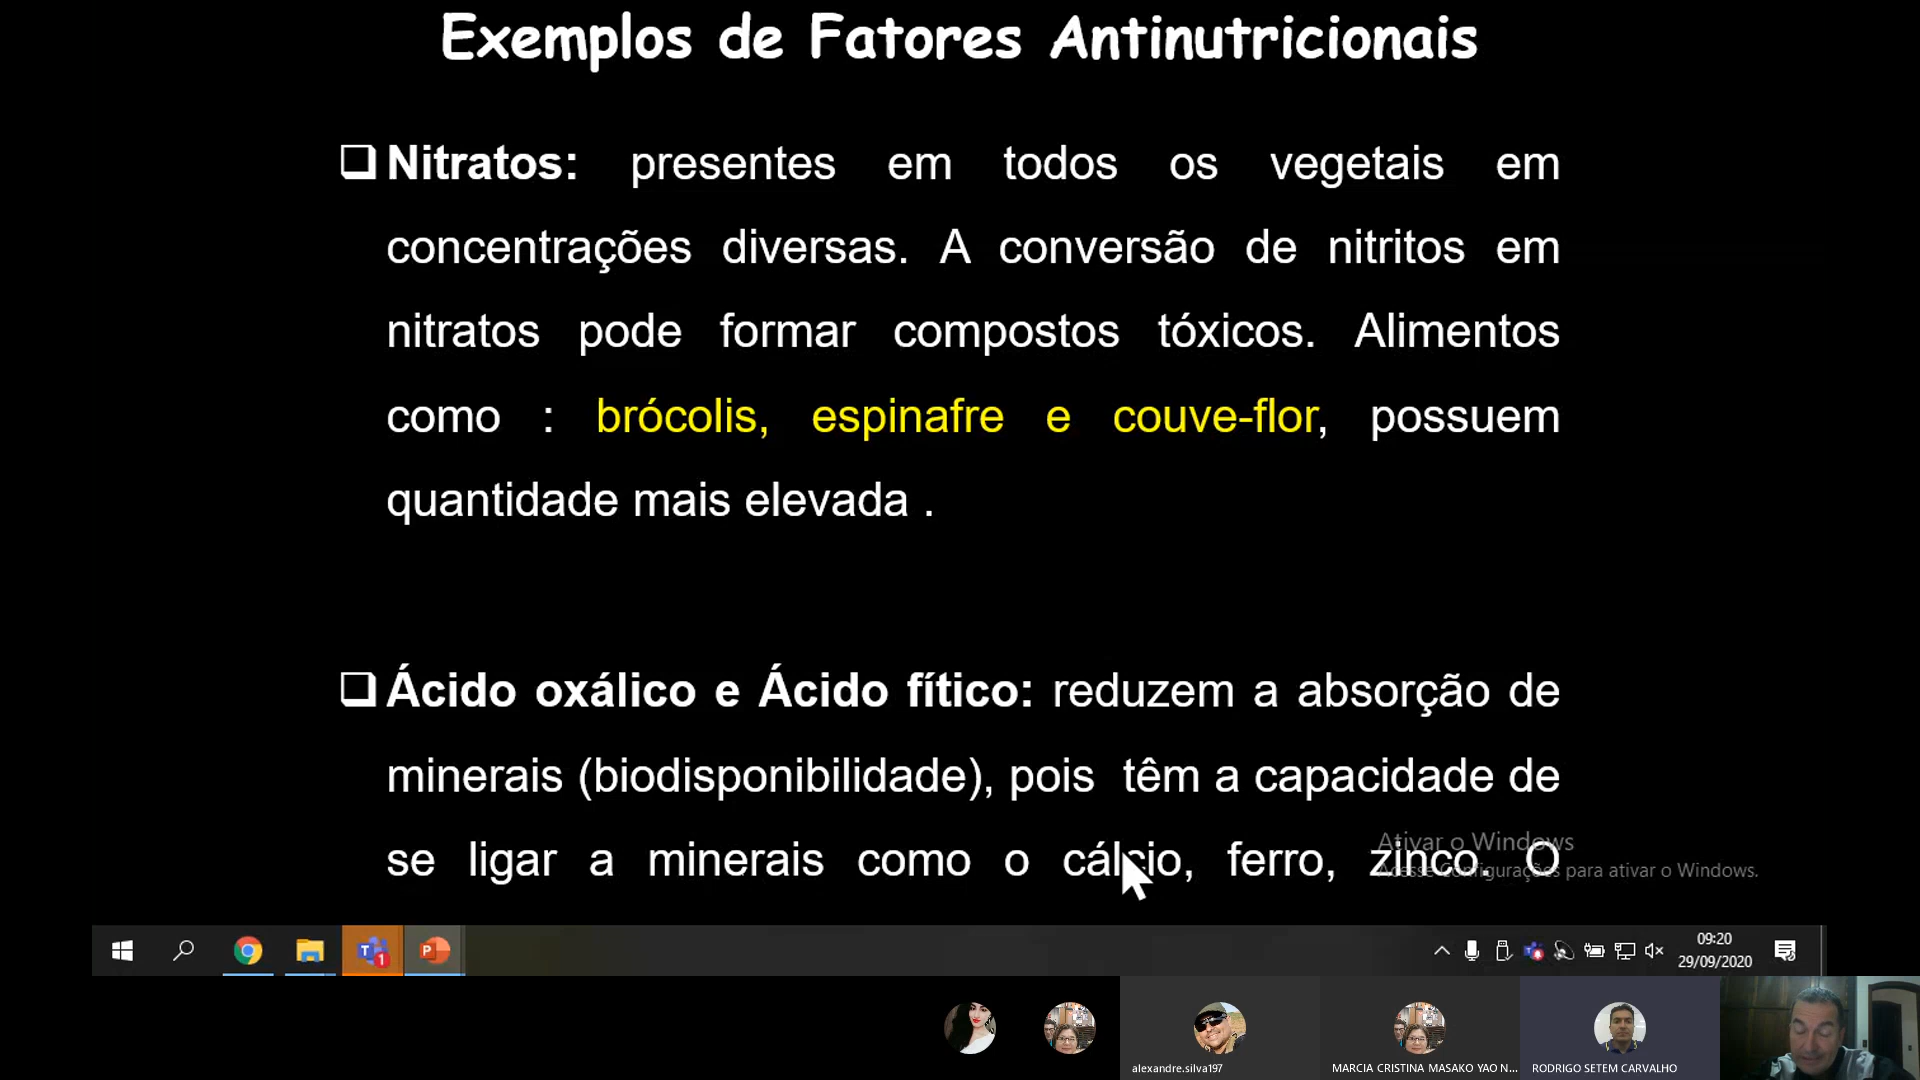 Exemplos de Fatores Antinutricionais
Nitratos: presentes em todos os vegetais em
concentrações diversas. A conversão de nitritos em
nitratos pode formar compostos tóxicos. Alimentos
como : brócolis, espinafre e couve-flor, possuem
quantidade mais elevada .
Ácido oxálico e Ácido fítico: reduzem a absorção de
minerais (biodisponibilidade), pois têm a capacidade de
se ligar a minerais como o cálcio, ferro, zinco. O
Ativar o Windows
Acesse Configurações para ativar o Windows.
09:20
29/09/2020
alexandre.silva197
MARCIA CRISTINA MASAKO YAO N...
RODRIGO SETEM CARVALHO